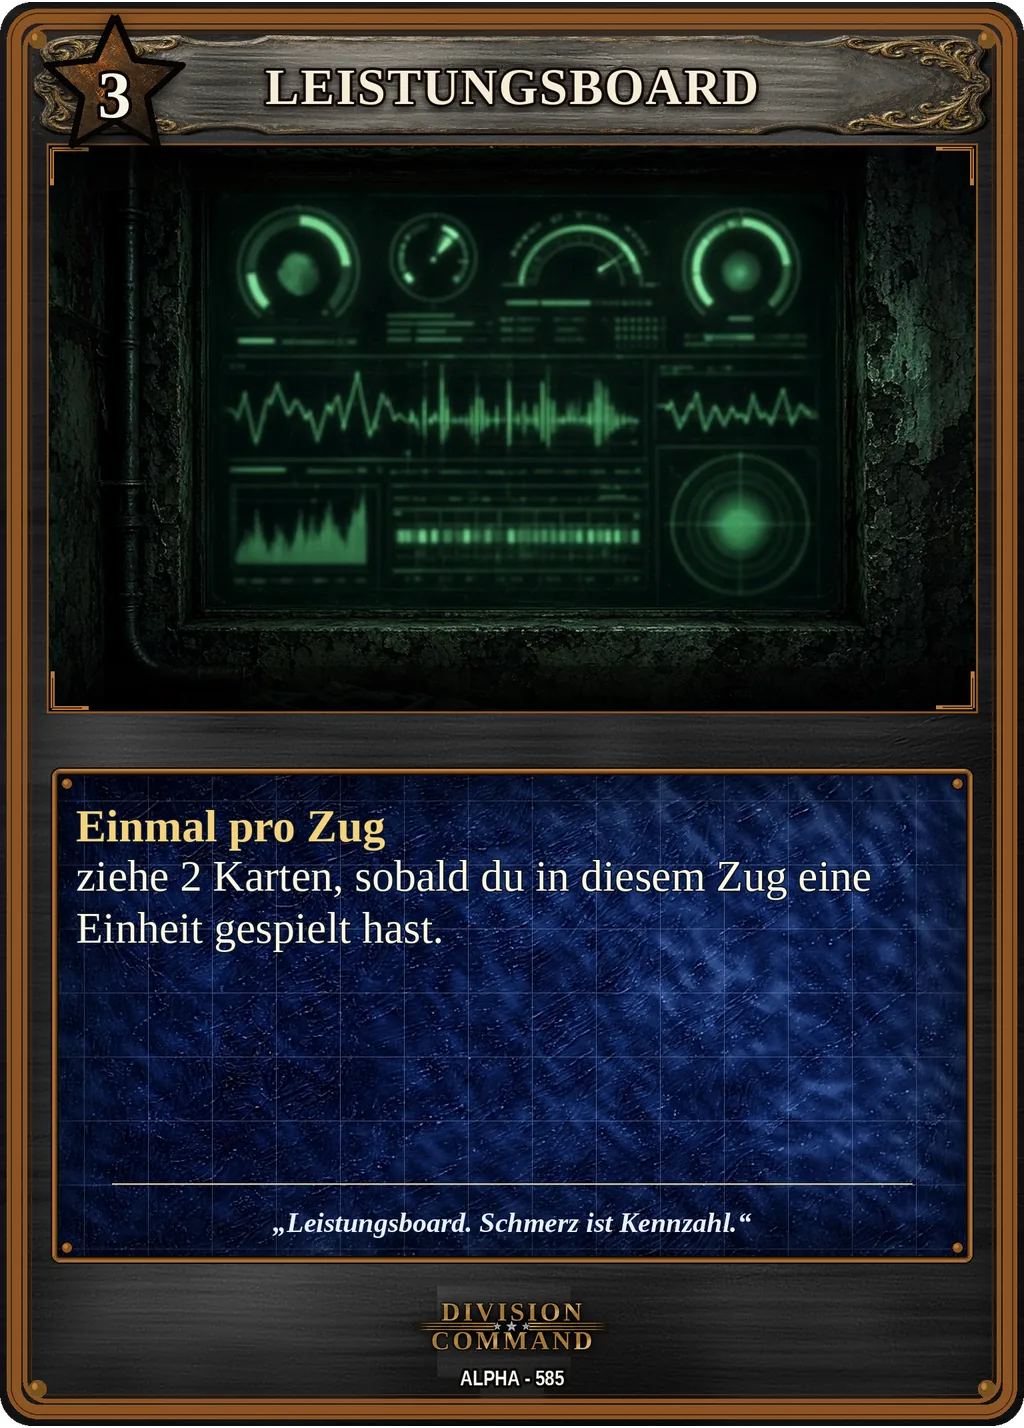 3
LEISTUNGSBOARD
Einmal pro Zug
ziehe 2 Karten, sobald du in diesem Zug eine
Einheit gespielt hast.
„Leistungsboard. Schmerz ist Kennzahl.“
DIVISION
COMMAND
ALPHA - 585